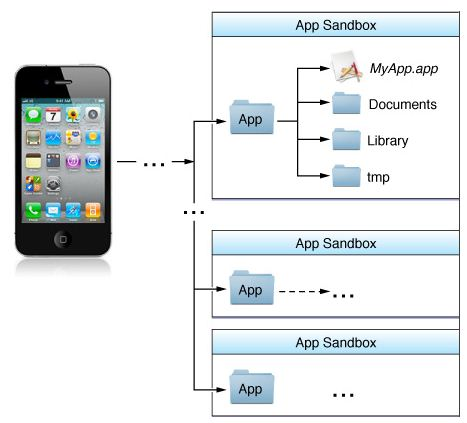 App Sandbox
MyApp.app
App
Documents
Library
tmp
...
...
App Sandbox
App
...
App Sandbox
App
...